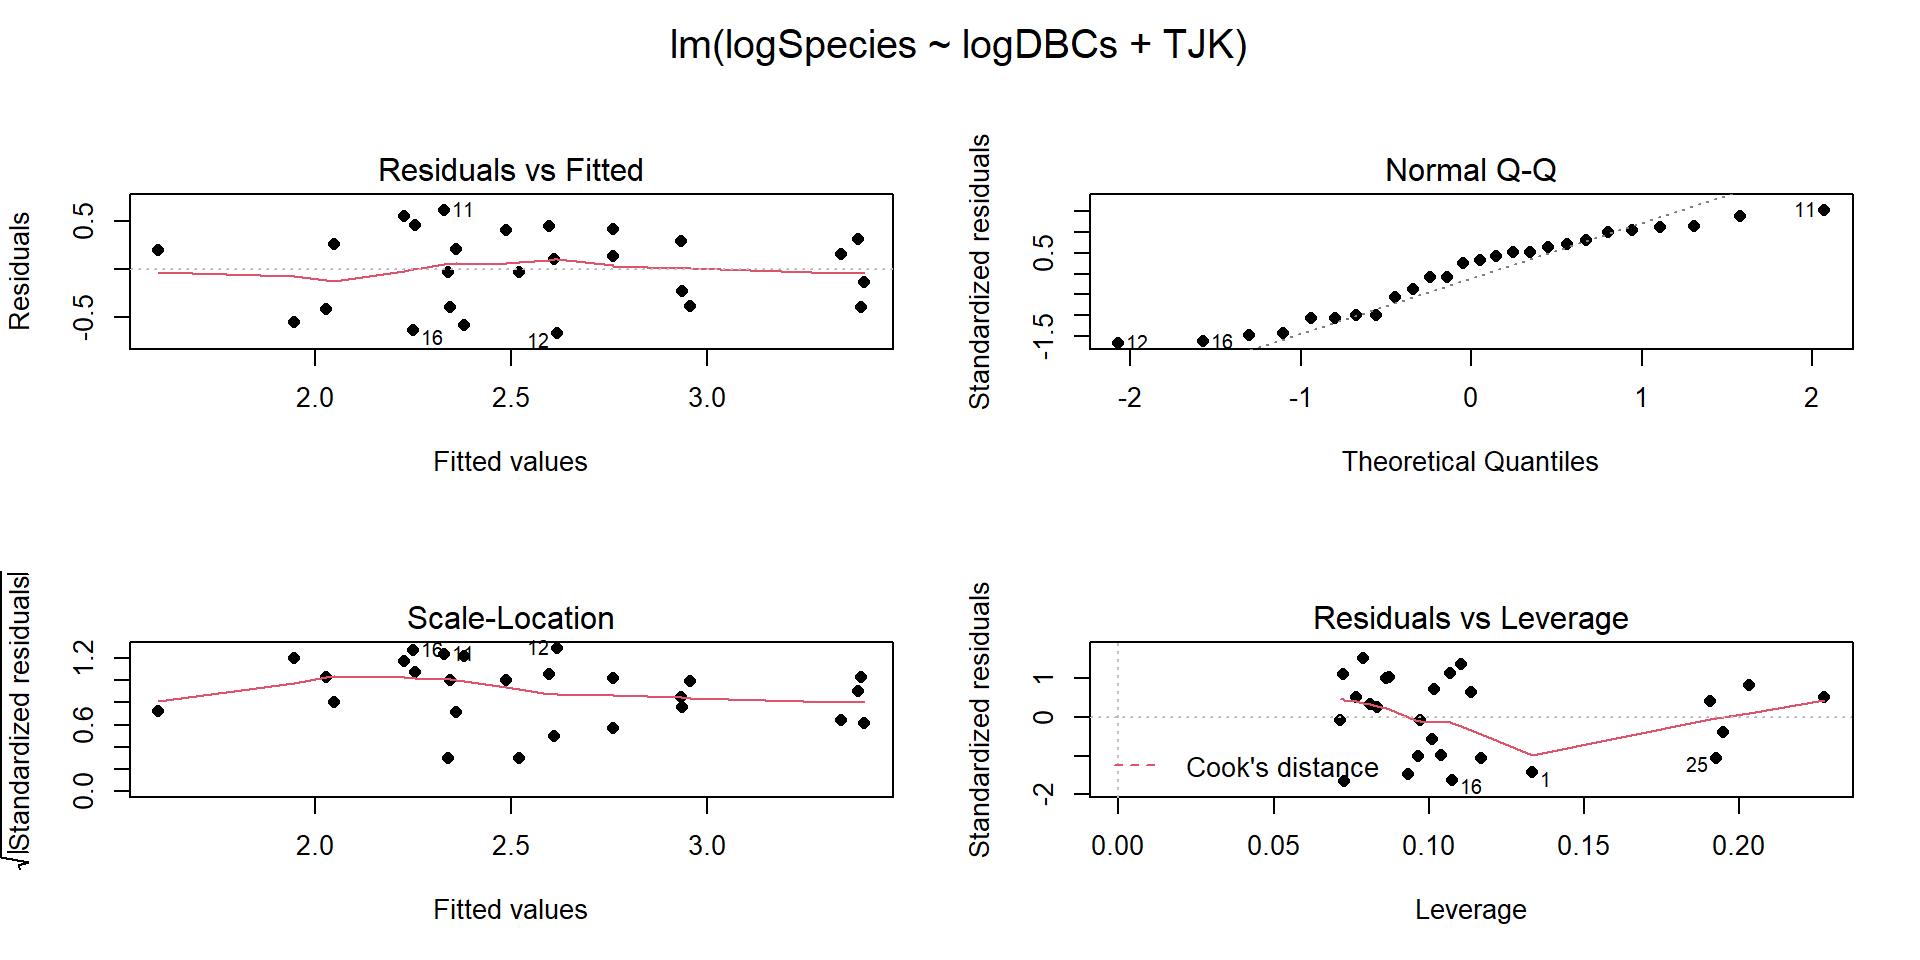 lm(logSpecies ~ logDBCs + TJK)
Residuals vs Fitted
Residuals
0.5
-0.5
11
16
12
2.0 2.5 3.0
Fitted values
Normal Q-Q
Standardized residuals
0.5
-1.5
11
12
16
-2 -1 0 1 2
Theoretical Quantiles
Scale-Location
√|Standardized residuals|
1.2
0.6
0.0
16
11
12
2.0 2.5 3.0
Fitted values
Residuals vs Leverage
Standardized residuals
1
0
-2
Cook's distance
16
1
25
0.00 0.05 0.10 0.15 0.20
Leverage